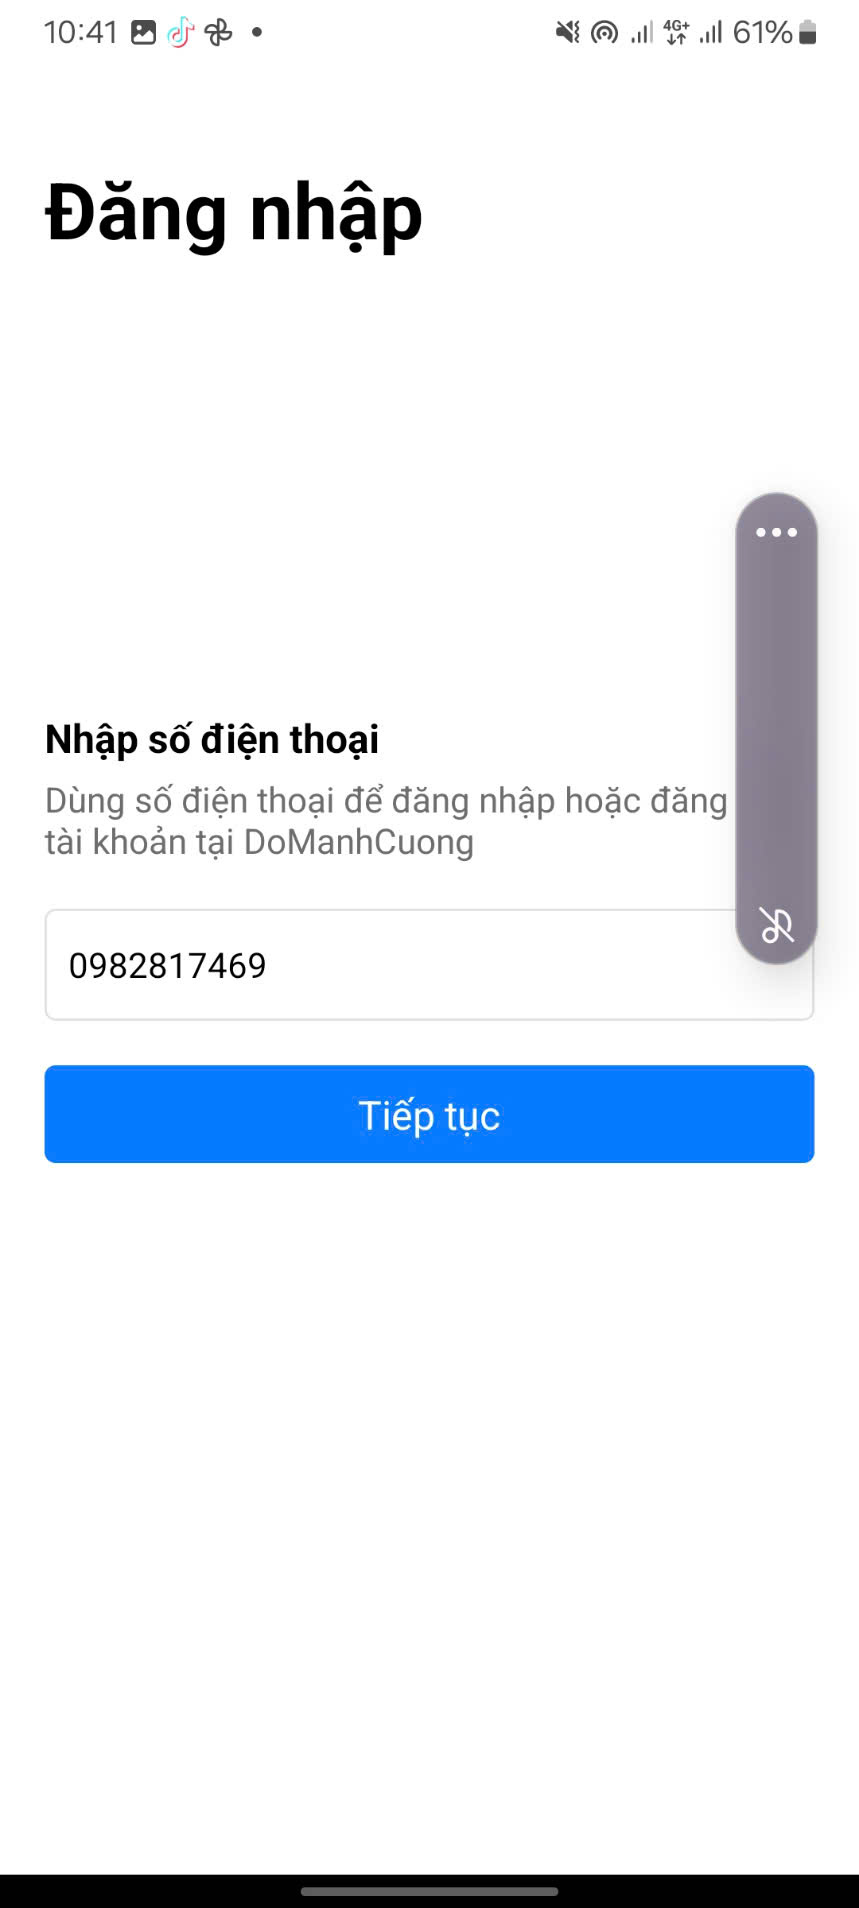 10:41 4G+ 61%
Đăng nhập
Nhập số điện thoại
Dùng số điện thoại để đăng nhập hoặc đăng
tài khoản tại DoManhCuong
0982817469
Tiếp tục